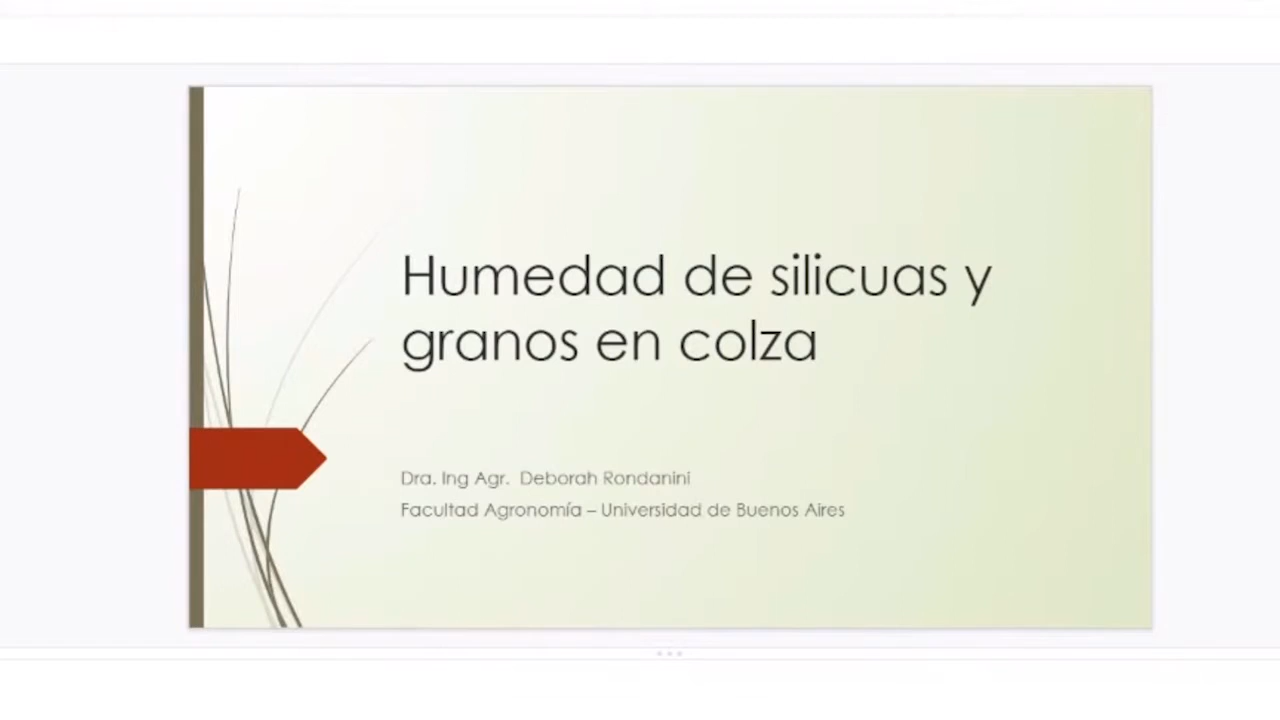 Humedad de silicuas y
granos en colza
Dra. Ing Agr. Deborah Rondanini
Facultad Agronomía – Universidad de Buenos Aires